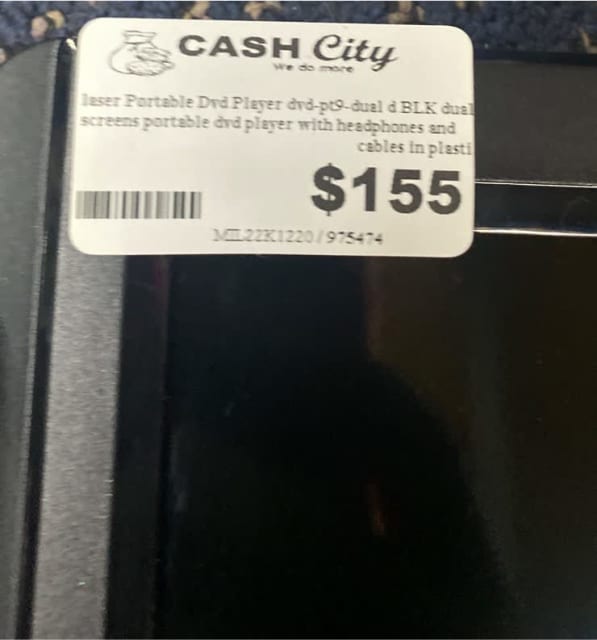 CASH City
We do more
laser Portable Dvd Player dvd-pt9-dual d BLK dual
screens portable dvd player with headphones and
cables in plasti
$155
MIL22K1220 / 975474